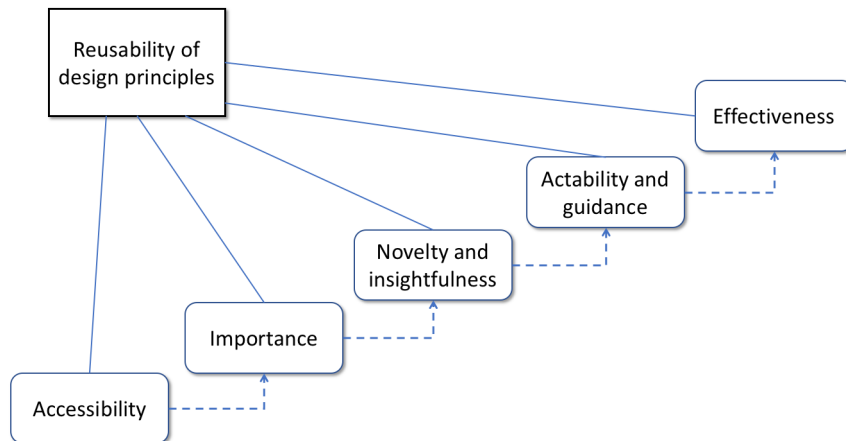 Reusability of
design principles
Effectiveness
Actability and
guidance
Novelty and
insightfulness
Importance
Accessibility